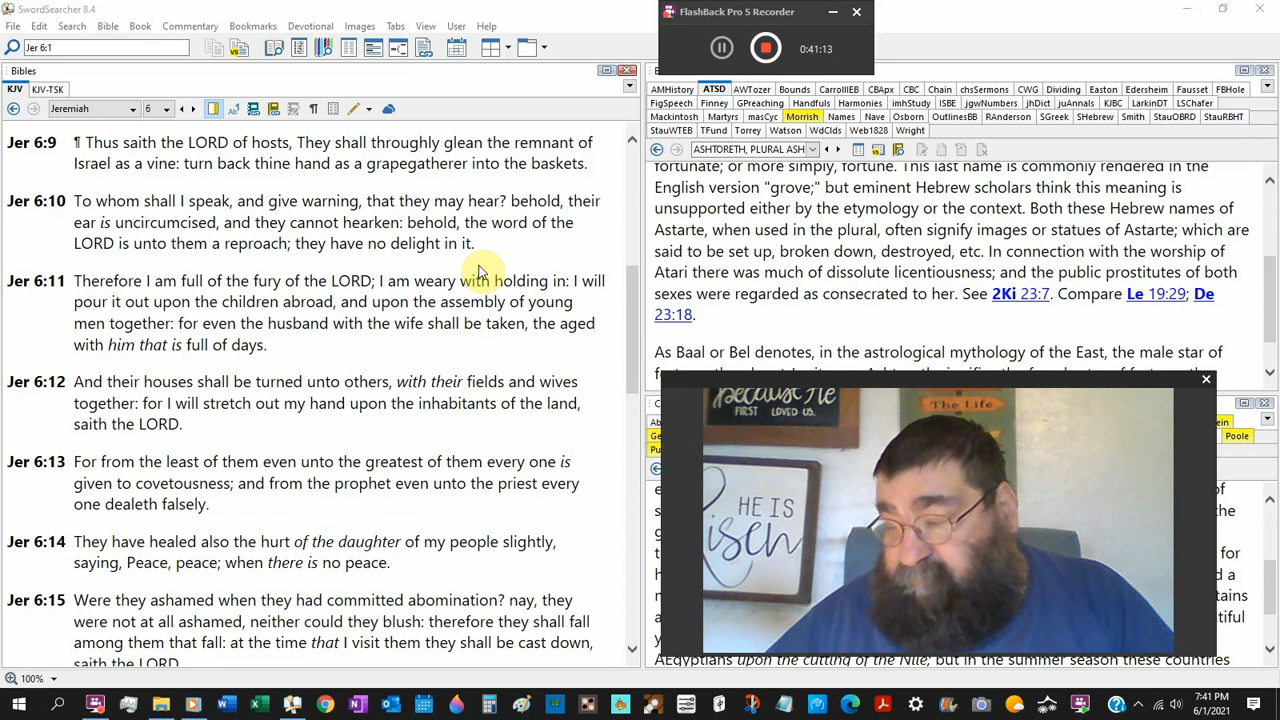 SwordSearcher 8.4
File Edit Search Bible Book Commentary Bookmarks Devotional Images Tabs View User Help
Jer 6:1
FlashBack Pro 5 Recorder
0:41:13
Bibles
KJV KJV-TSK
Jeremiah 6
Jer 6:9 ¶ Thus saith the LORD of hosts, They shall throughly glean the remnant of
Israel as a vine: turn back thine hand as a grapegatherer into the baskets.
Jer 6:10 To whom shall I speak, and give warning, that they may hear? behold, their
ear is uncircumcised, and they cannot hearken: behold, the word of the
LORD is unto them a reproach; they have no delight in it.
Jer 6:11 Therefore I am full of the fury of the LORD; I am weary with holding in: I will
pour it out upon the children abroad, and upon the assembly of young
men together: for even the husband with the wife shall be taken, the aged
with him that is full of days.
Jer 6:12 And their houses shall be turned unto others, with their fields and wives
together: for I will stretch out my hand upon the inhabitants of the land,
saith the LORD.
Jer 6:13 For from the least of them even unto the greatest of them every one is
given to covetousness; and from the prophet even unto the priest every
one dealeth falsely.
Jer 6:14 They have healed also the hurt of the daughter of my people slightly,
saying, Peace, peace; when there is no peace.
Jer 6:15 Were they ashamed when they had committed abomination? nay, they
were not at all ashamed, neither could they blush: therefore they shall fall
among them that fall: at the time that I visit them they shall be cast down,
saith the LORD.
100%
AMHistory ATSD AWTozer Bounds CarrollIEB CBApx CBC Chain chsSermons CWG Dividing Easton Edersheim Faussett FBHole
FigSpeech Finney GPreaching Handfuls Harmonies imhStudy ISBE jgwNumbers jhDict juAnnals KJBC LarkinDT LSChafer
Mackintosh Martyrs masCyc Morrish Names Nave Osborn OutlinesBB RAnderson SGreek SHebrew Smith StauOBRD StauRBHT
StauWTEB TFund Torrey Watson WdClds Web1828 Wright
ASHTORETH, PLURAL ASH
fortunate; or more simply, fortune. This last name is commonly rendered in the
English version "grove;" but eminent Hebrew scholars think this meaning is
unsupported either by the etymology or the context. Both these Hebrew names of
Astarte, when used in the plural, often signify images or statues of Astarte; which are
said to be set up, broken down, destroyed, etc. In connection with the worship of
Atari there was much of dissolute licentiousness; and the public prostitutes of both
sexes were regarded as consecrated to her. See 2Ki 23:7. Compare Le 19:29; De
23:18.
As Baal or Bel denotes, in the astrological mythology of the East, the male star of
Poole
Because He
FIRST LOVED US.
The Life
HE IS
Risen
AEgyptians upon the cutting of the Nile; but in the summer season these countries
7:41 PM
6/1/2021